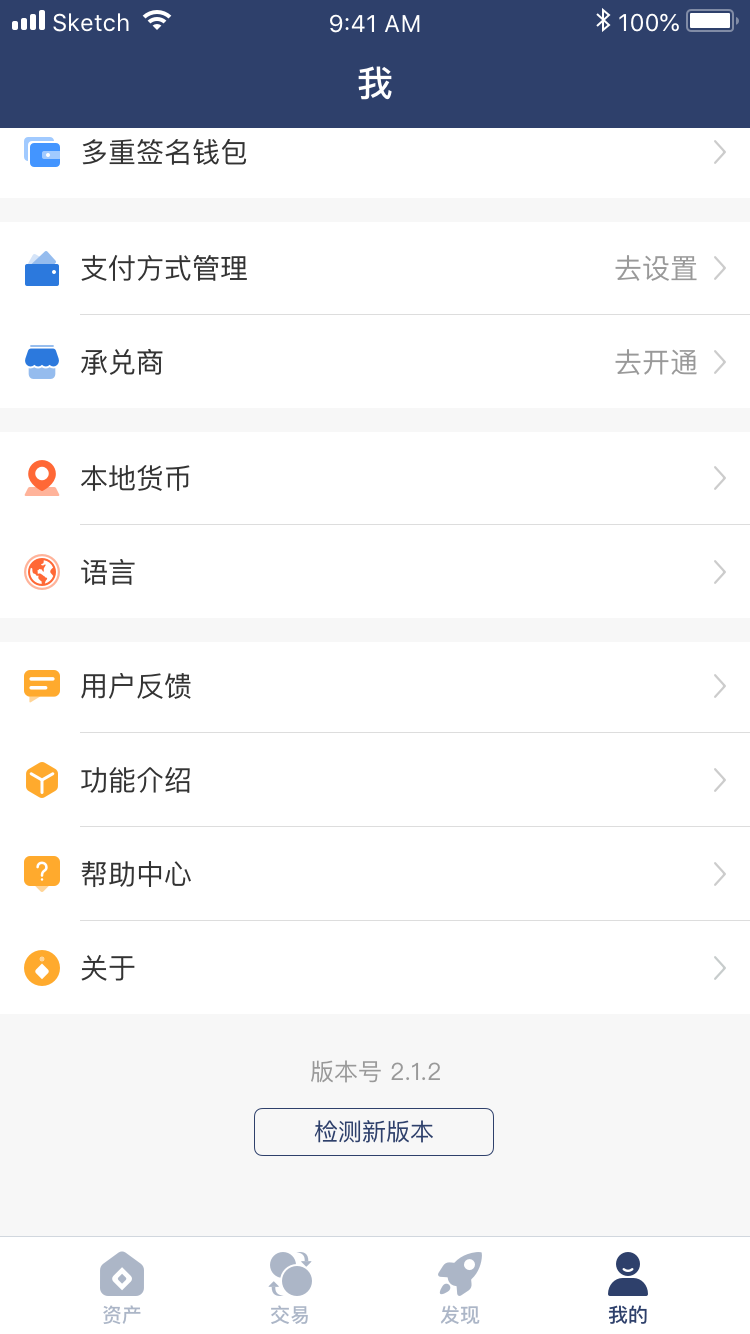 Sketch 9:41 AM 100%
我
多重签名钱包
支付方式管理 去设置
承兑商 去开通
本地货币
语言
用户反馈
功能介绍
帮助中心
关于
版本号 2.1.2
检测新版本
资产 交易 发现 我的